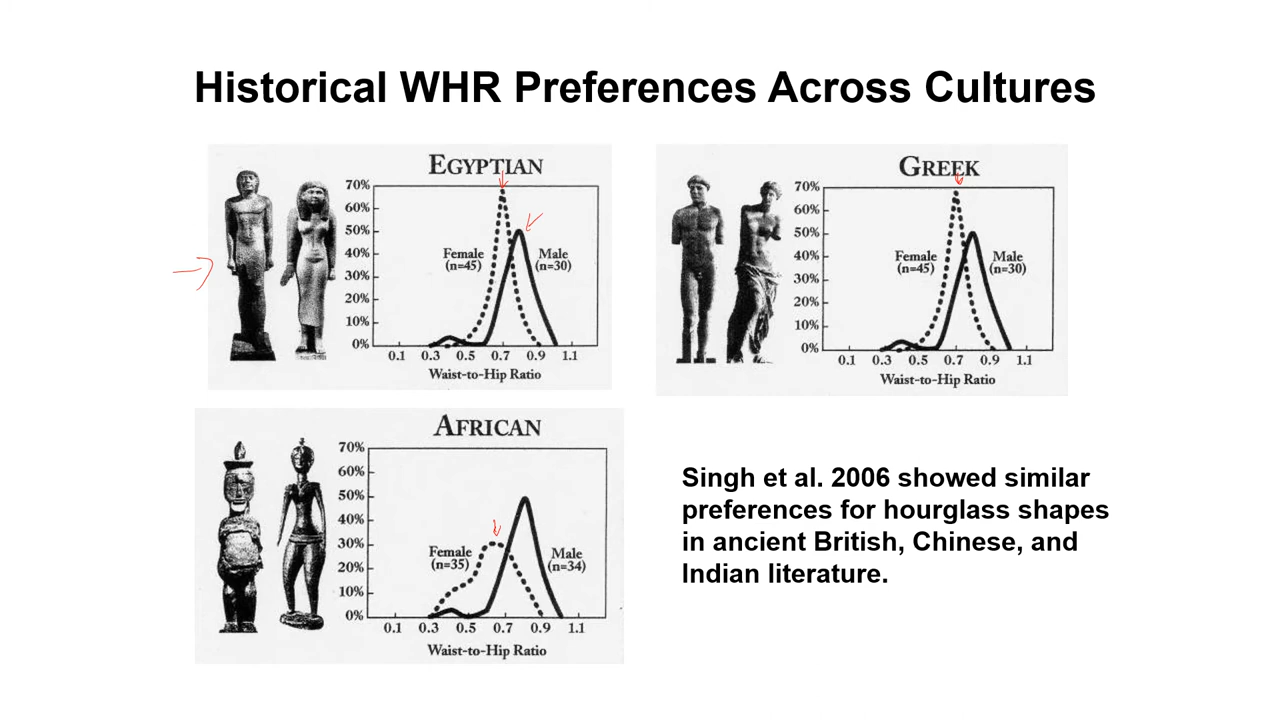 Historical WHR Preferences Across Cultures
EGYPTIAN
70%
60%
50%
40%
30%
20%
10%
0%
Female
(n=45)
Male
(n=30)
0.1 0.3 0.5 0.7 0.9 1.1
Waist-to-Hip Ratio
GREEK
70%
60%
50%
40%
30%
20%
10%
0%
Female
(n=45)
Male
(n=30)
0.1 0.3 0.5 0.7 0.9 1.1
Waist-to-Hip Ratio
AFRICAN
70%
60%
50%
40%
30%
20%
10%
0%
Female
(n=35)
Male
(n=34)
0.1 0.3 0.5 0.7 0.9 1.1
Waist-to-Hip Ratio
Singh et al. 2006 showed similar
preferences for hourglass shapes
in ancient British, Chinese, and
Indian literature.